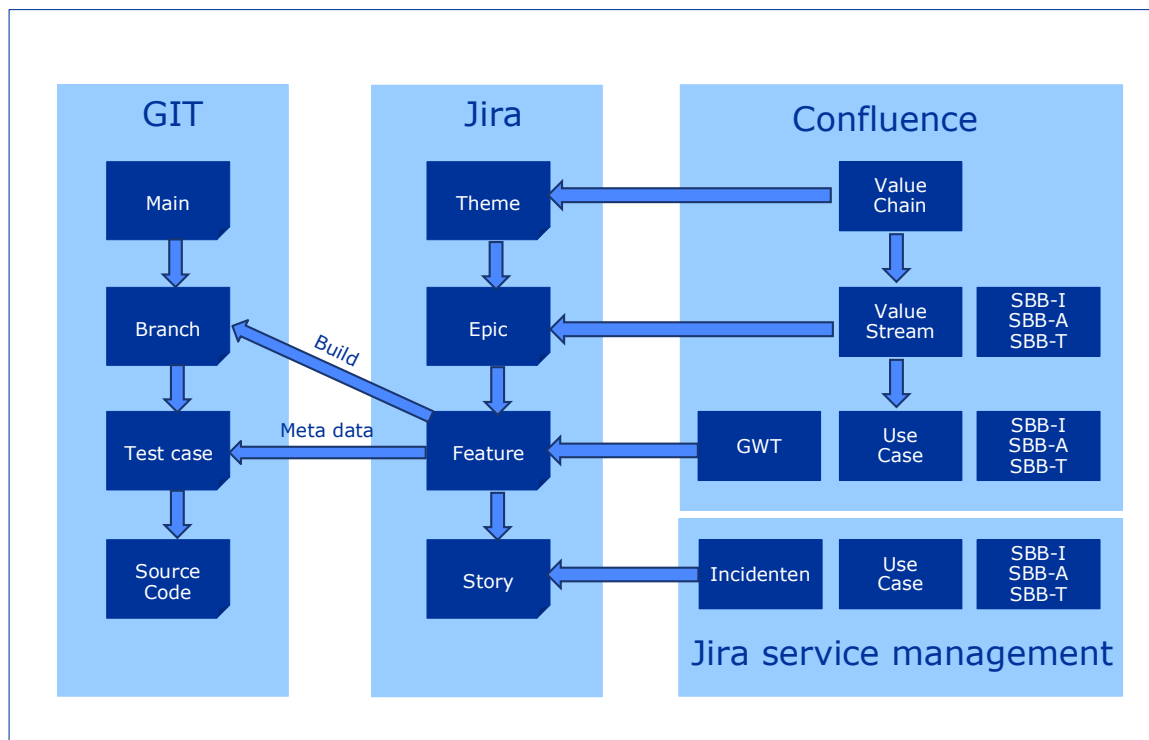 GIT
Jira
Confluence
Main
Theme
Value
Chain
Branch
Epic
Value
Stream
SBB-I
SBB-A
SBB-T
Build
Meta data
Test case
Feature
GWT
Use
Case
SBB-I
SBB-A
SBB-T
Source
Code
Story
Incidenten
Use
Case
SBB-I
SBB-A
SBB-T
Jira service management